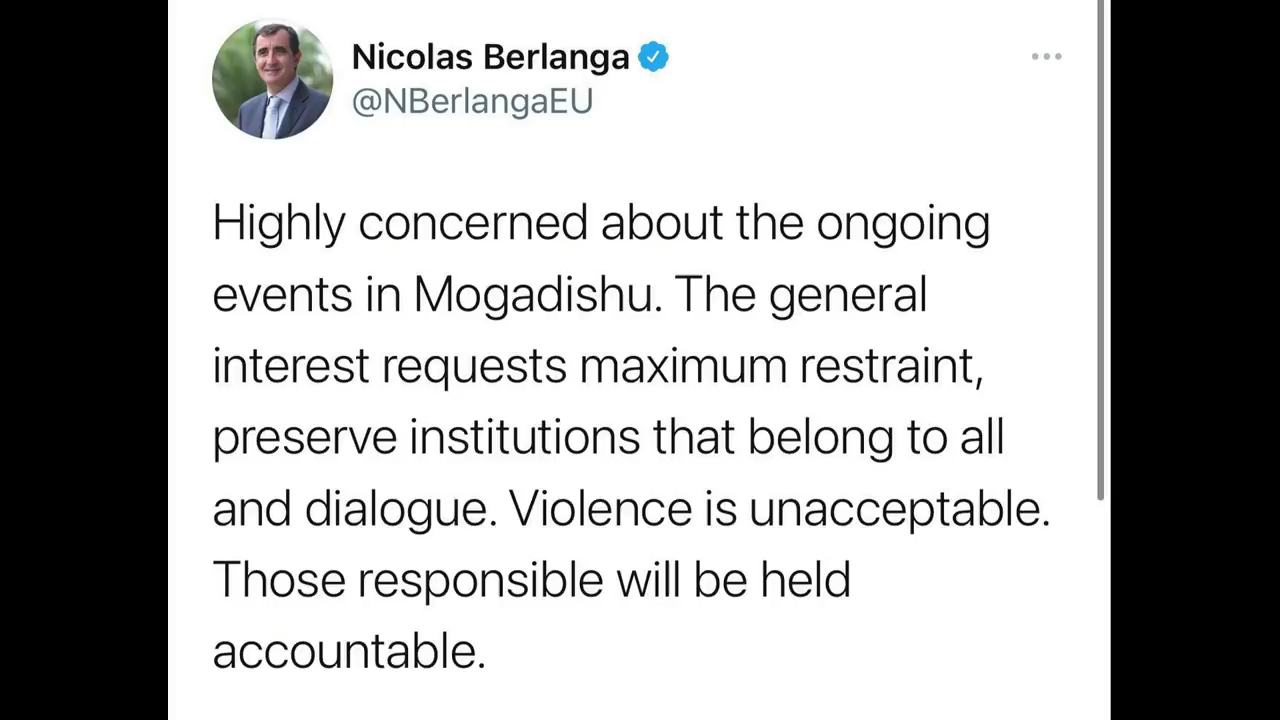 Nicolas Berlanga
@NBerlangaEU
Highly concerned about the ongoing
events in Mogadishu. The general
interest requests maximum restraint,
preserve institutions that belong to all
and dialogue. Violence is unacceptable.
Those responsible will be held
accountable.